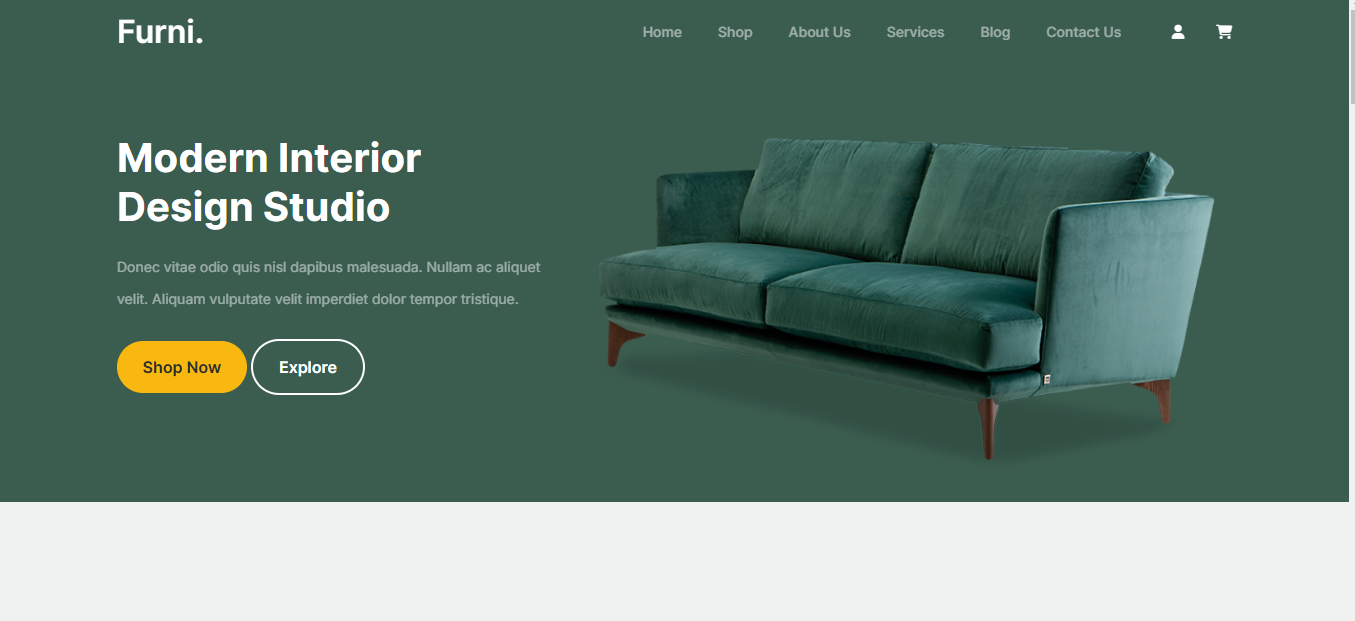 Furni.
Home Shop About Us Services Blog Contact Us
Modern Interior
Design Studio
Donec vitae odio quis nisl dapibus malesuada. Nullam ac aliquet
velit. Aliquam vulputate velit imperdiet dolor tempor tristique.
Shop Now Explore